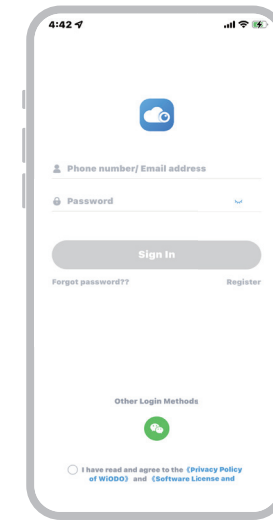 4:42
Phone number/ Email address
Password
Sign In
Forgot password??
Register
Other Login Methods
I have read and agree to the《Privacy Policy
of WiODO》 and 《Software License and